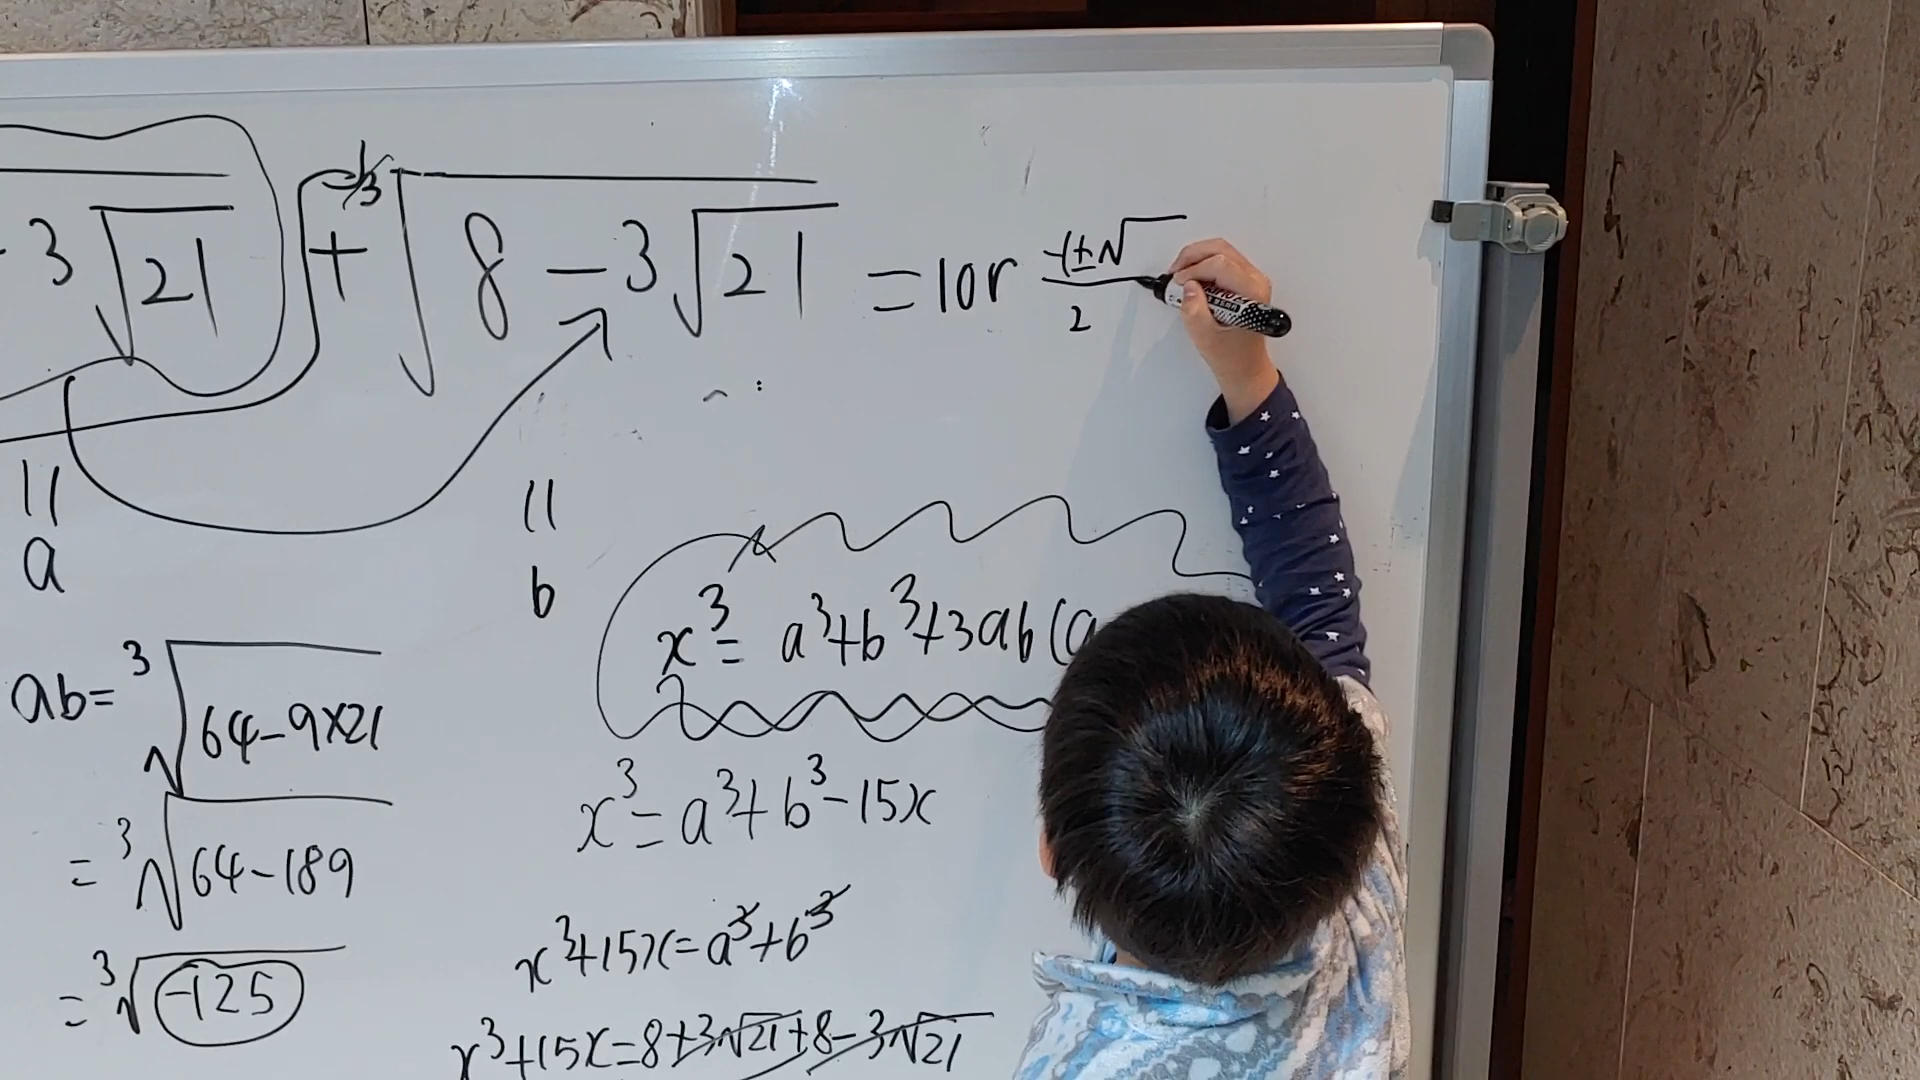 3√21 + ∛8-3√21 = 1 or -1±√ / 2
11 11
a b
x³= a³+b³+3ab(a
ab=³√64-9×21
x³=a³+b³-15x
=³√64-189
x³+15x=a³+b³
=³√-125
x³+15x=8+3√21+8-3√21